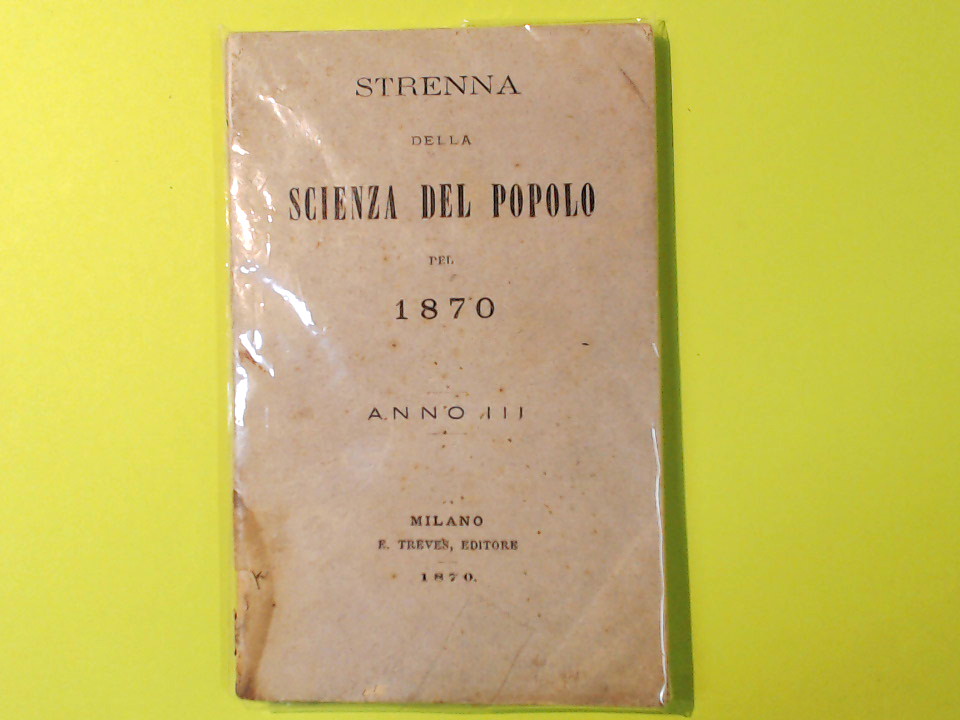 STRENNA
DELLA
SCIENZA DEL POPOLO
PEL
1870
ANNO III
MILANO
E. TREVES, EDITORE
1870.